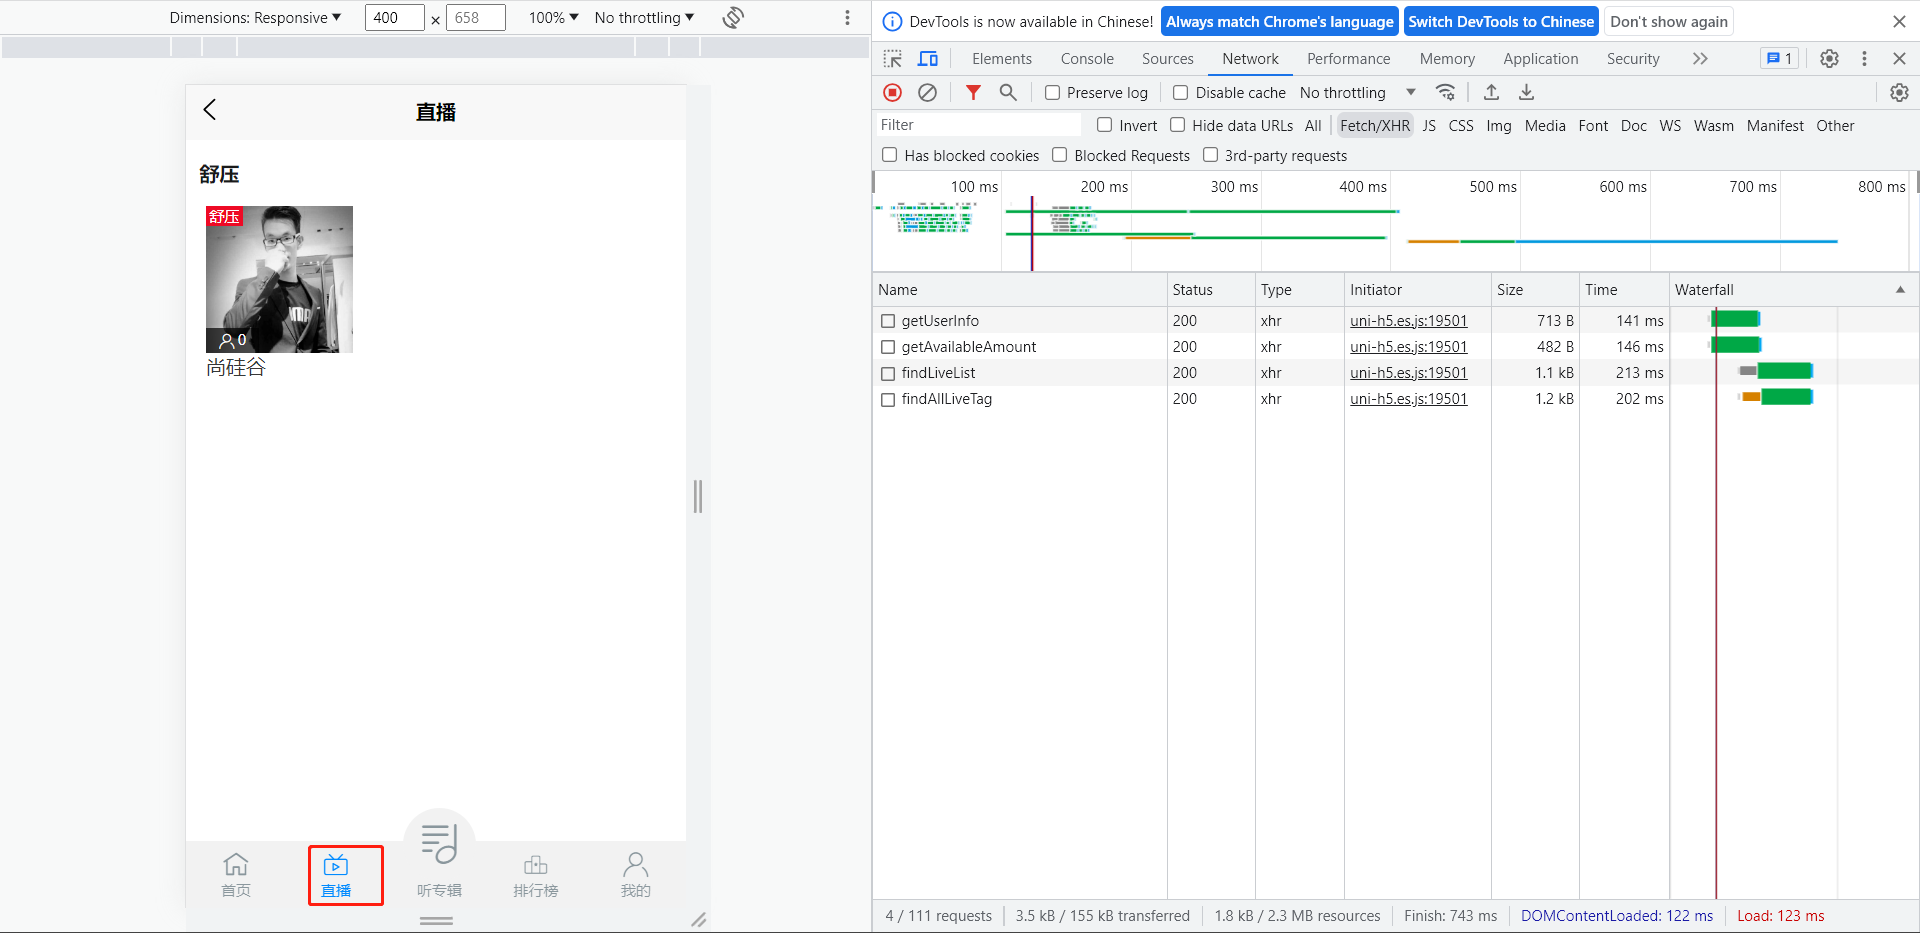 Dimensions: Responsive ▼ 400 × 658 100% ▼ No throttling ▼
直播
舒压
舒压
0
尚硅谷
首页 直播 听专辑 排行榜 我的
DevTools is now available in Chinese! Always match Chrome's language Switch DevTools to Chinese Don't show again
Elements Console Sources Network Performance Memory Application Security 1
Preserve log Disable cache No throttling
Filter Invert Hide data URLs All Fetch/XHR JS CSS Img Media Font Doc WS Wasm Manifest Other
Has blocked cookies Blocked Requests 3rd-party requests
100 ms 200 ms 300 ms 400 ms 500 ms 600 ms 700 ms 800 ms
Name Status Type Initiator Size Time Waterfall
getUserInfo 200 xhr uni-h5.es.js:19501 713 B 141 ms
getAvailableAmount 200 xhr uni-h5.es.js:19501 482 B 146 ms
findLiveList 200 xhr uni-h5.es.js:19501 1.1 kB 213 ms
findAllLiveTag 200 xhr uni-h5.es.js:19501 1.2 kB 202 ms
4 / 111 requests 3.5 kB / 155 kB transferred 1.8 kB / 2.3 MB resources Finish: 743 ms DOMContentLoaded: 122 ms Load: 123 ms